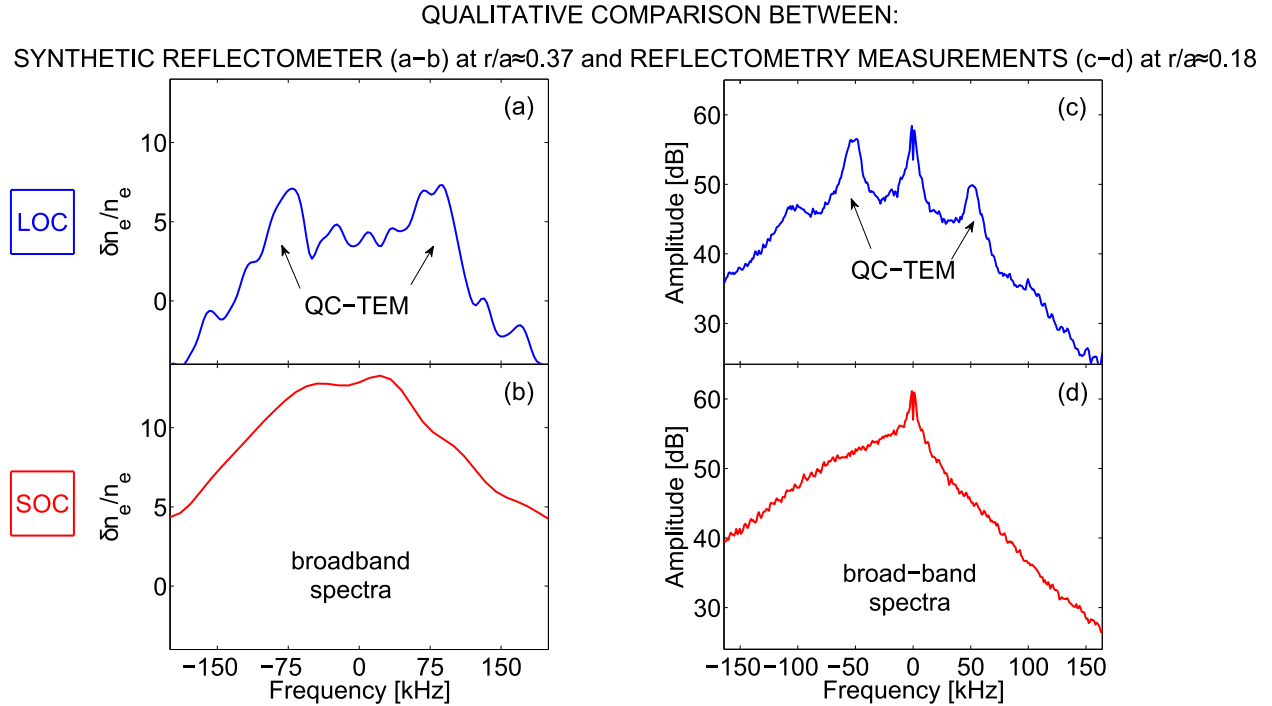 QUALITATIVE COMPARISON BETWEEN:
SYNTHETIC REFLECTOMETER (a−b) at r/a≈0.37 and REFLECTOMETRY MEASUREMENTS (c−d) at r/a≈0.18
LOC
(a)
10
5
0
δn_e/n_e
QC−TEM
(c)
60
50
40
30
Amplitude [dB]
QC−TEM
SOC
(b)
10
5
0
δn_e/n_e
broadband
spectra
−150 −75 0 75 150
Frequency [kHz]
(d)
60
50
40
30
Amplitude [dB]
broad−band
spectra
−150 −100 −50 0 50 100 150
Frequency [kHz]